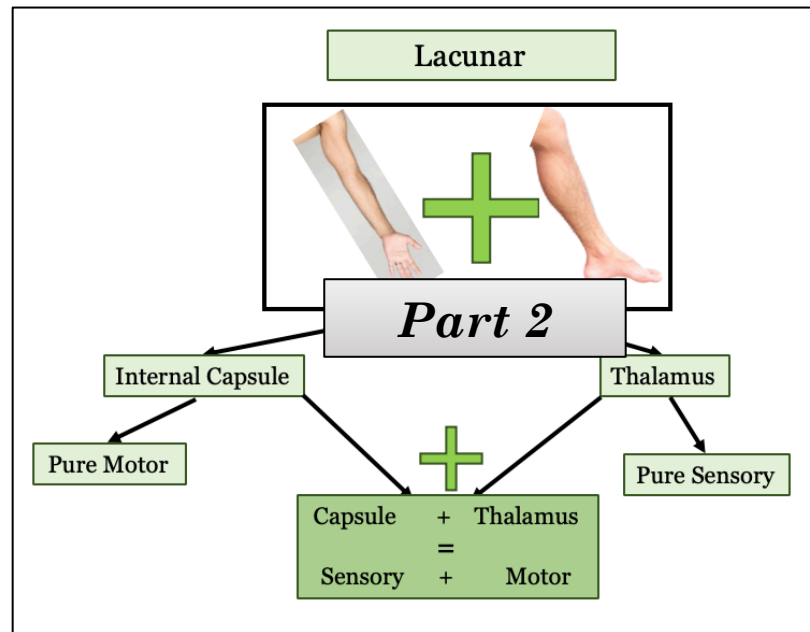 Lacunar
Part 2
Internal Capsule
Thalamus
Pure Motor
Pure Sensory
Capsule + Thalamus
=
Sensory + Motor